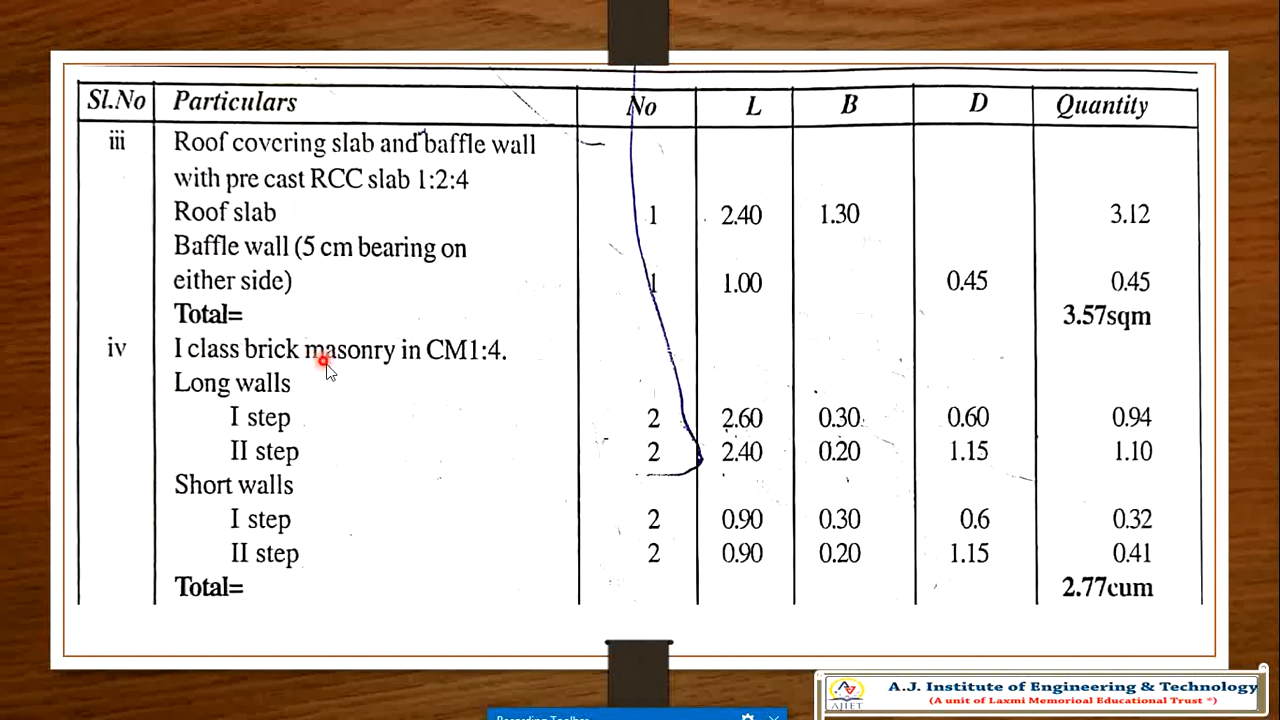 Sl.No Particulars No L B D Quantity
iii Roof covering slab and baffle wall
with pre cast RCC slab 1:2:4
Roof slab 1 2.40 1.30 3.12
Baffle wall (5 cm bearing on
either side) 1 1.00 0.45 0.45
Total= 3.57sqm
iv I class brick masonry in CM1:4.
Long walls
I step 2 2.60 0.30 0.60 0.94
II step 2 2.40 0.20 1.15 1.10
Short walls
I step 2 0.90 0.30 0.6 0.32
II step 2 0.90 0.20 1.15 0.41
Total= 2.77cum
AJIET
A.J. Institute of Engineering & Technology
(A unit of Laxmi Memorioal Educational Trust ®)